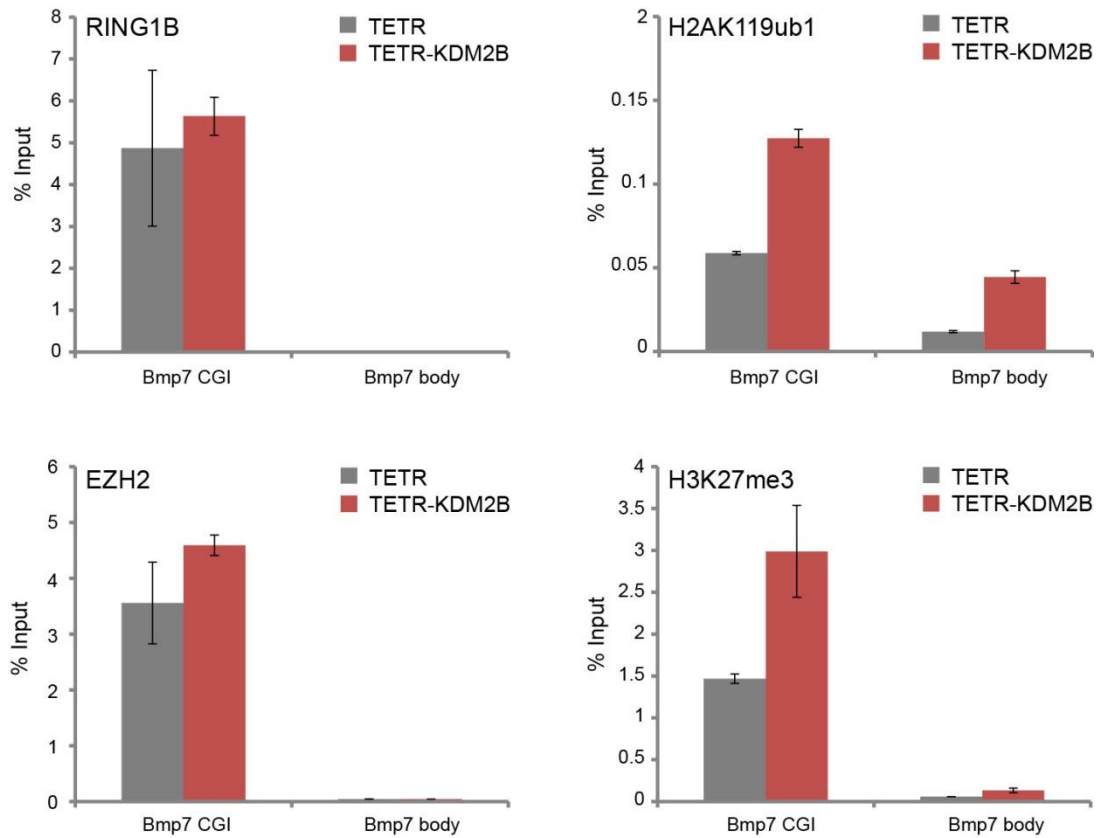 RING1B
TETR
TETR-KDM2B
% Input
8
7
6
5
4
3
2
1
0
Bmp7 CGI Bmp7 body
H2AK119ub1
TETR
TETR-KDM2B
% Input
2
0.15
0.1
0.05
0
Bmp7 CGI Bmp7 body
EZH2
TETR
TETR-KDM2B
% Input
6
5
4
3
2
1
0
Bmp7 CGI Bmp7 body
H3K27me3
TETR
TETR-KDM2B
% Input
4
3.5
3
2.5
2
1.5
1
0.5
0
Bmp7 CGI Bmp7 body